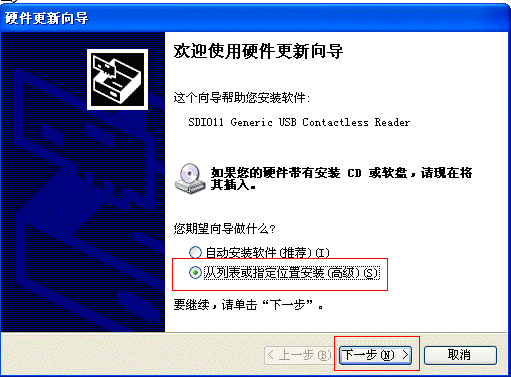 硬件更新向导
欢迎使用硬件更新向导
这个向导帮助您安装软件:
SDIO11 Generic USB Contactless Reader
如果您的硬件带有安装 CD 或软盘，请现在将
其插入。
您期望向导做什么?
自动安装软件(推荐)(I)
从列表或指定位置安装(高级)(S)
要继续，请单击“下一步”。
< 上一步(B)
下一步(N) >
取消